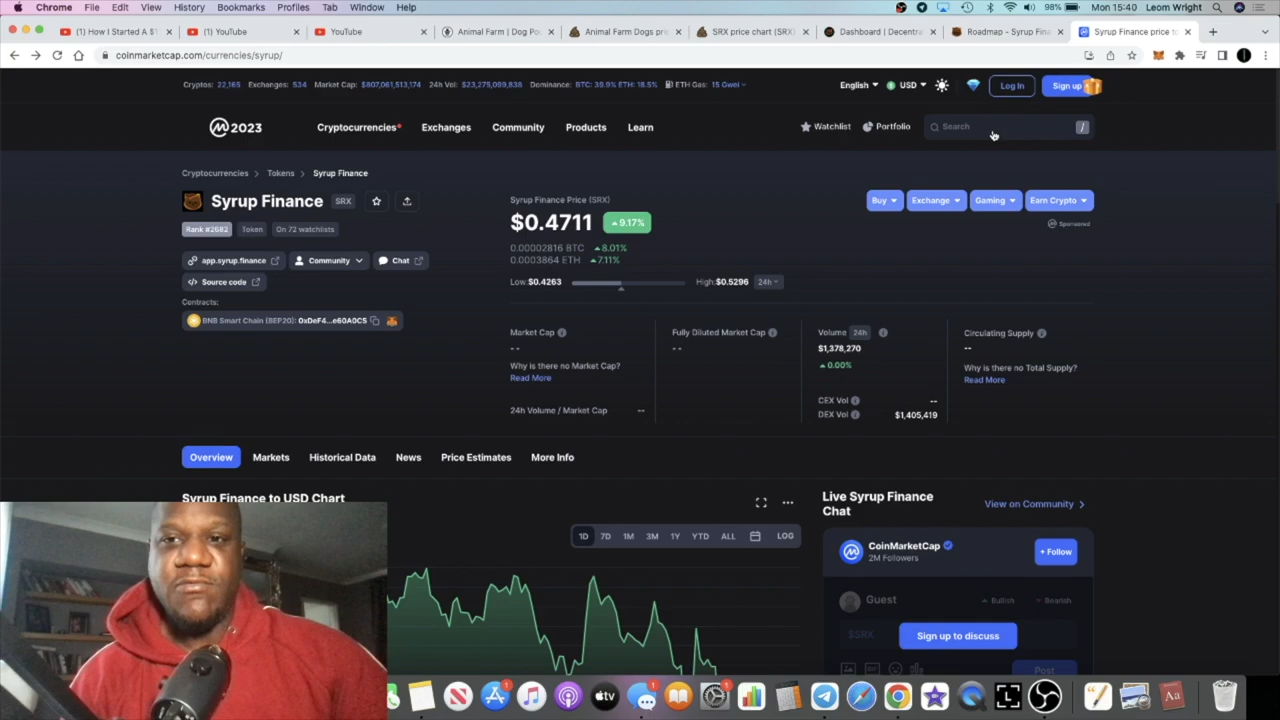 Chrome File Edit View History Bookmarks Profiles Tab Window Help 98% Mon 15:40 Leom Wright
(1) How I Started A $1 (1) YouTube YouTube Animal Farm | Dog Po Animal Farm Dogs pr SRX price chart (SRX) Dashboard | Decentra Roadmap - Syrup Fina Syrup Finance price to
coinmarketcap.com/currencies/syrup/
Cryptos: 22,165 Exchanges: 534 Market Cap: $807,061,513,174 24h Vol: $23,275,099,838 Dominance: BTC: 39.9% ETH: 18.5% ETH Gas: 15 Gwei English USD Log In Sign up
2023 Cryptocurrencies Exchanges Community Products Learn Watchlist Portfolio Search /
Cryptocurrencies > Tokens > Syrup Finance
Syrup Finance SRX
Rank #2682 Token On 72 watchlists
app.syrup.finance Community Chat
Source code
Contracts:
BNB Smart Chain (BEP20): 0xDeF4...e60A0C5
Syrup Finance Price (SRX)
$0.4711 9.17%
0.00002816 BTC 8.01%
0.0003864 ETH 7.11%
Low: $0.4263 High: $0.5296 24h
Buy Exchange Gaming Earn Crypto
Sponsored
Market Cap
--
Why is there no Market Cap?
Read More
24h Volume / Market Cap --
Fully Diluted Market Cap
--
Volume 24h
$1,378,270
0.00%
CEX Vol --
DEX Vol $1,405,419
Circulating Supply
--
Why is there no Total Supply?
Read More
Overview Markets Historical Data News Price Estimates More Info
Syrup Finance to USD Chart
1D 7D 1M 3M 1Y YTD ALL LOG
Live Syrup Finance
Chat
View on Community >
CoinMarketCap
2M Followers
+ Follow
Guest Bullish Bearish
$SRX Sign up to discuss
GIF Post
tv
Aa